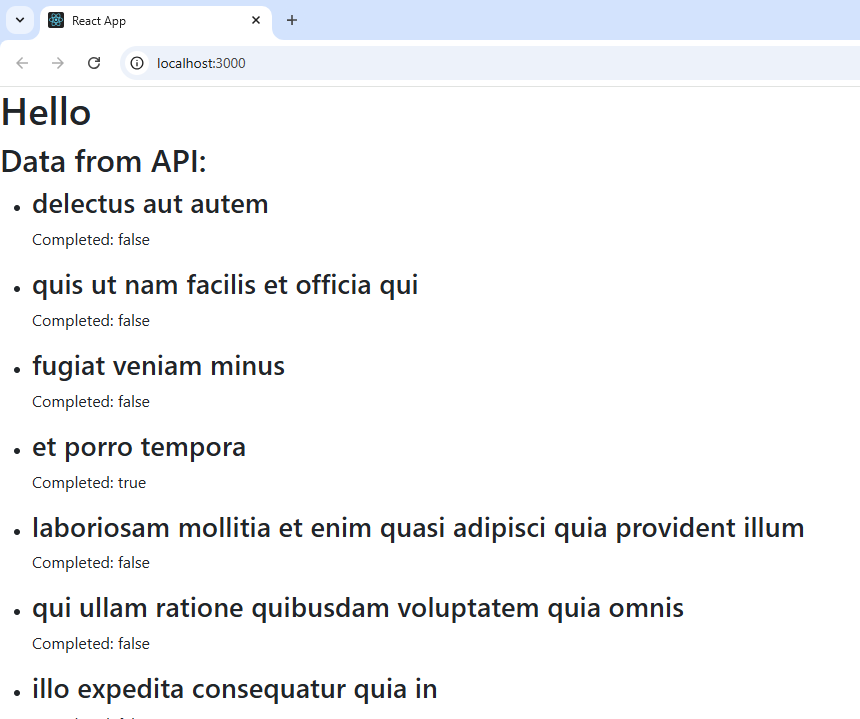 React App
localhost:3000
Hello
Data from API:
delectus aut autem
Completed: false
quis ut nam facilis et officia qui
Completed: false
fugiat veniam minus
Completed: false
et porro tempora
Completed: true
laboriosam mollitia et enim quasi adipisci quia provident illum
Completed: false
qui ullam ratione quibusdam voluptatem quia omnis
Completed: false
illo expedita consequatur quia in